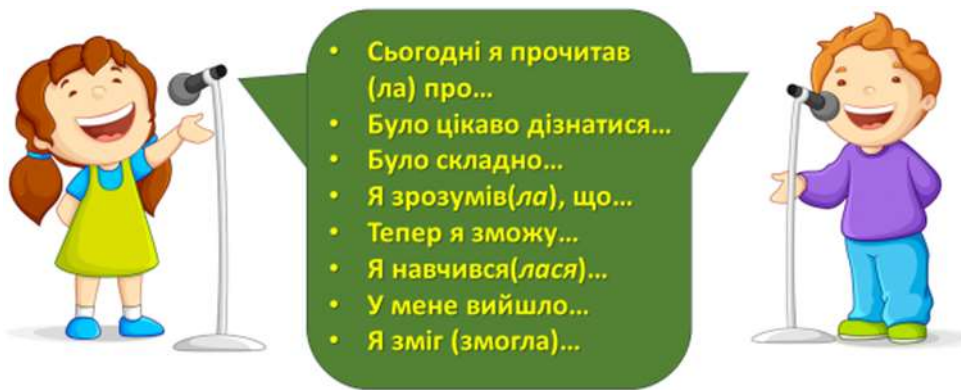 • Сьогодні я прочитав
(ла) про...
• Було цікаво дізнатися...
• Було складно...
• Я зрозумів(ла), що...
• Тепер я зможу...
• Я навчився(лася)...
• У мене вийшло...
• Я зміг (змогла)...